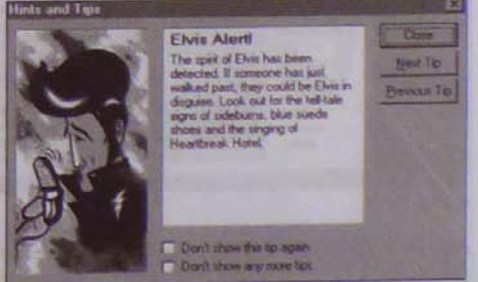 Hints and Tips
Elvis Alert!
The spirit of Elvis has been
detected. If someone has just
walked past, they could be Elvis in
disguise. Look out for the tell-tale
signs of sideburns, blue suede
shoes and the singing of
Heartbreak Hotel.
Close
Next Tip
Previous Tip
Don't show this tip again
Don't show any more tips